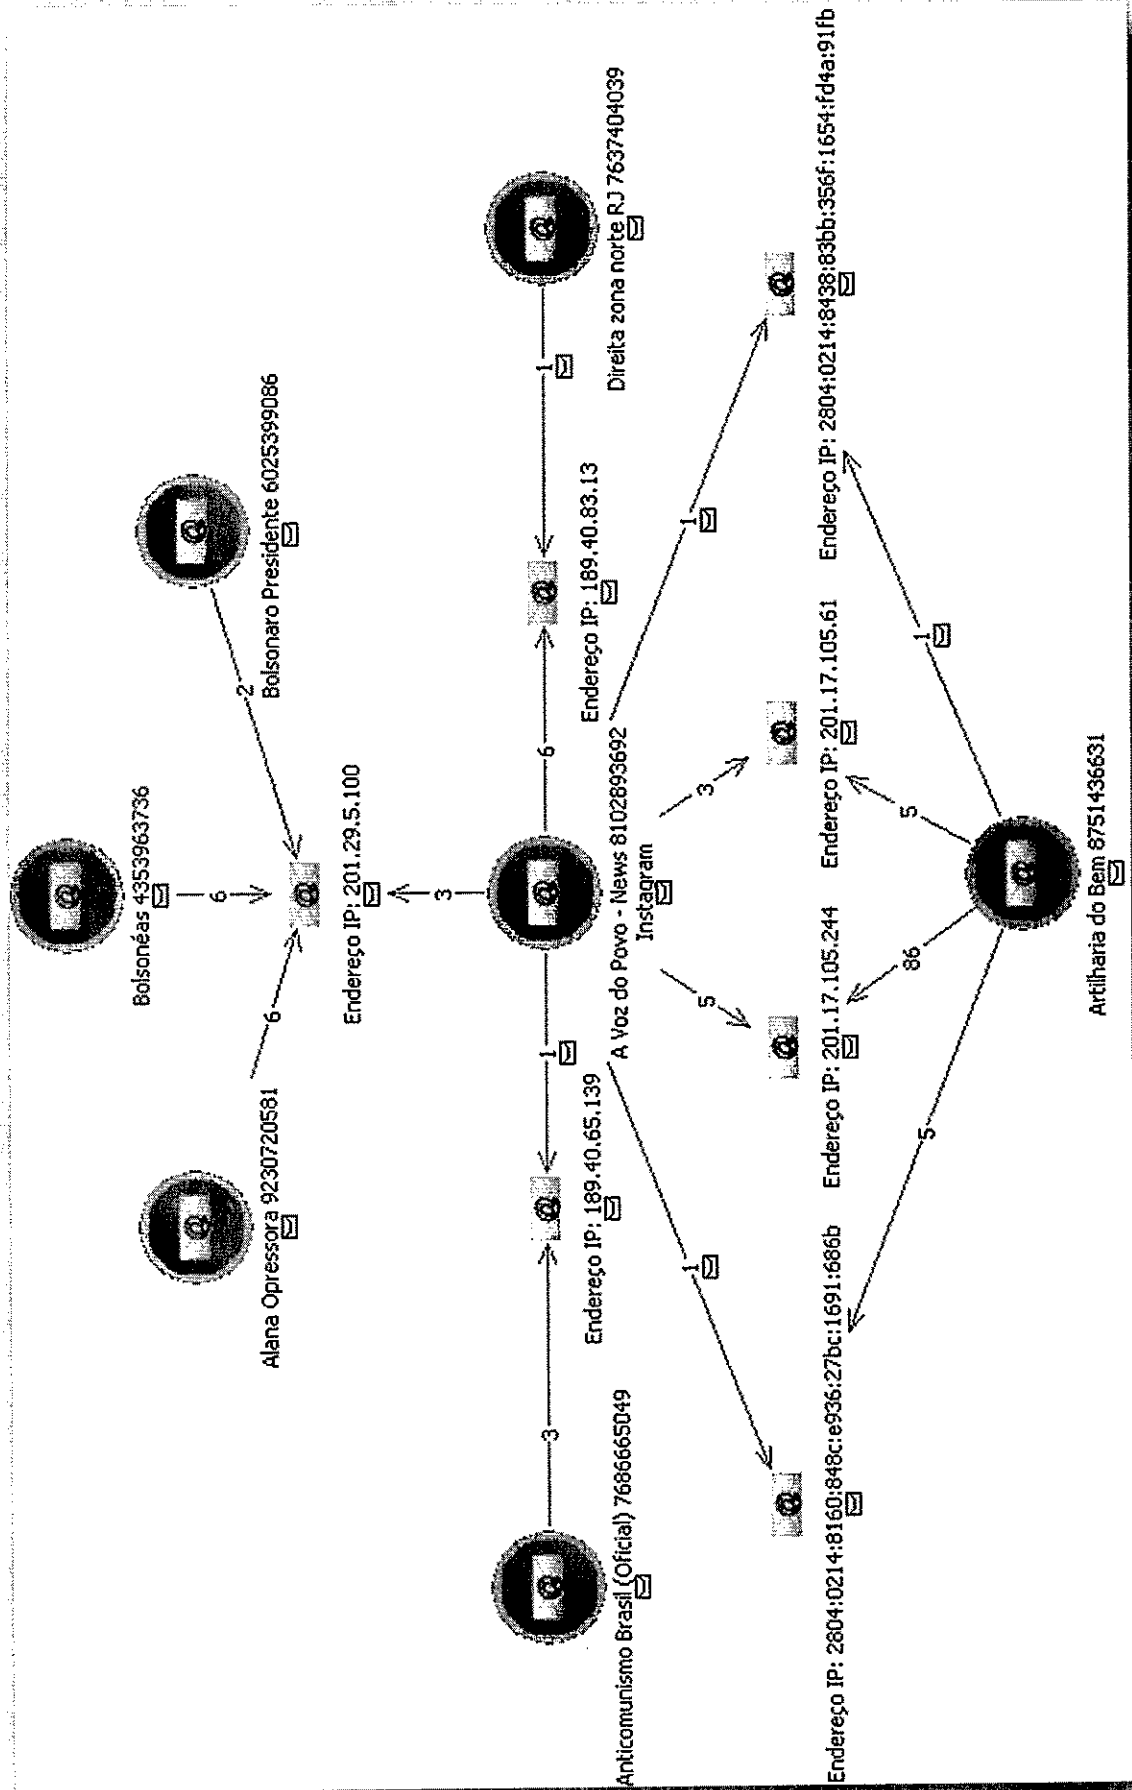 Bolsonéas 4353963736
6
2
6
Alana Opressora 9230720581
Bolsonaro Presidente 6025399086
Endereço IP: 201.29.5.100
3
3
1
6
1
Endereço IP: 189.40.65.139
Endereço IP: 189.40.83.13
Anticomunismo Brasil (Oficial) 7686665049
A Voz do Povo - News 8102893692
Instagram
Direita zona norte RJ 7637404039
1
5
3
1
Endereço IP: 2804:0214:8160:848c:e936:27bc:1691:686b
Endereço IP: 201.17.105.244
Endereço IP: 201.17.105.61
Endereço IP: 2804:0214:8438:83bb:356f:1654:fd4a:91fb
5
86
5
1
Artilharia do Bem 8751436631